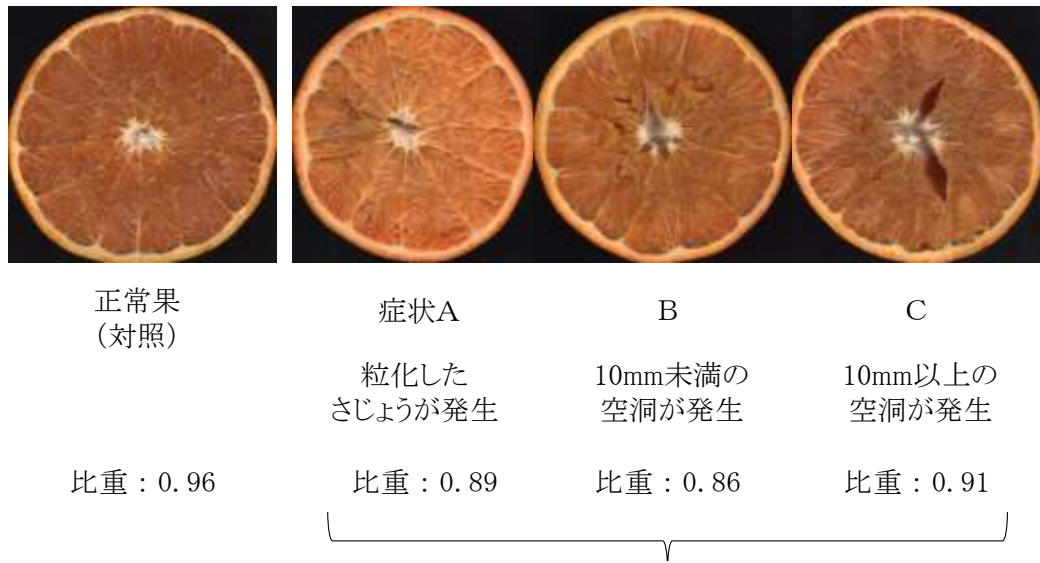 正常果
（対照）
症状A
B
C
粒化した
さじょうが発生
10mm未満の
空洞が発生
10mm以上の
空洞が発生
比重：0.96
比重：0.89
比重：0.86
比重：0.91